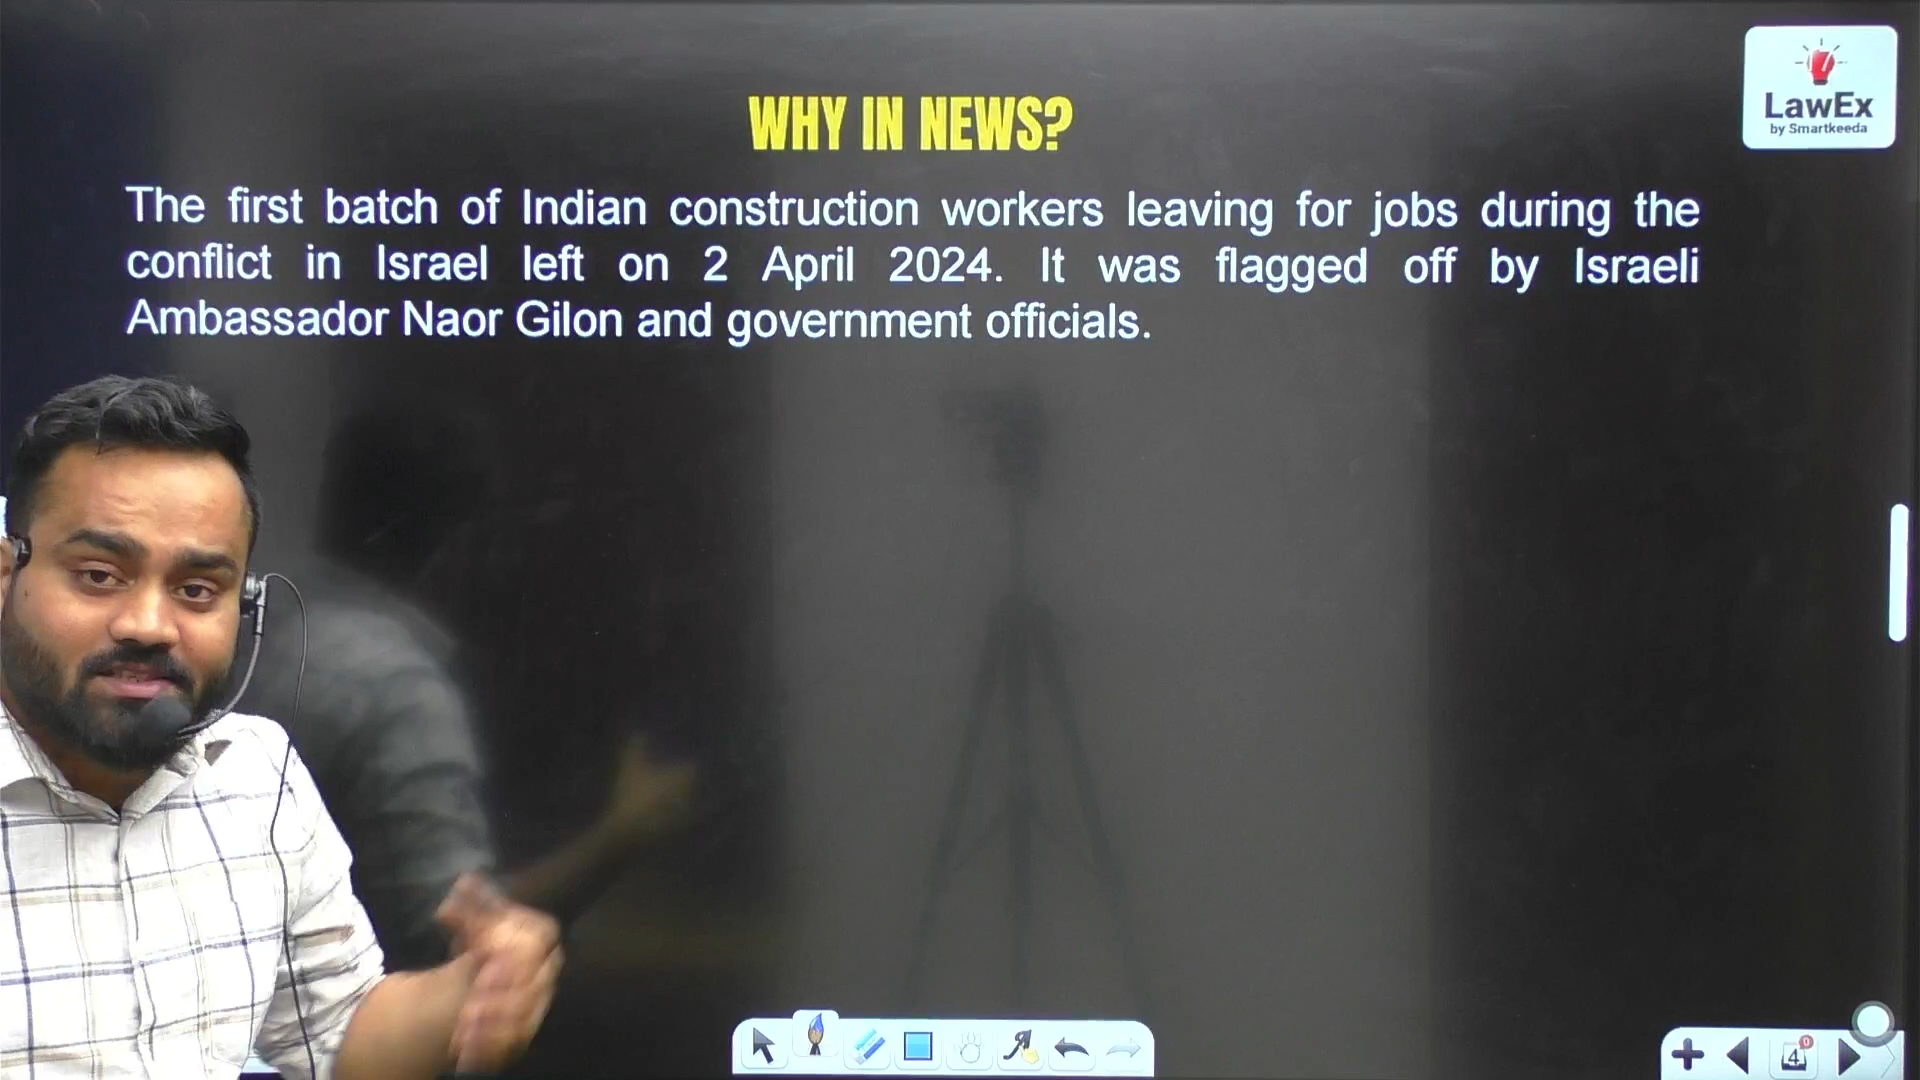 WHY IN NEWS?
LawEx
by Smartkeeda
The first batch of Indian construction workers leaving for jobs during the
conflict in Israel left on 2 April 2024. It was flagged off by Israeli
Ambassador Naor Gilon and government officials.
4
0